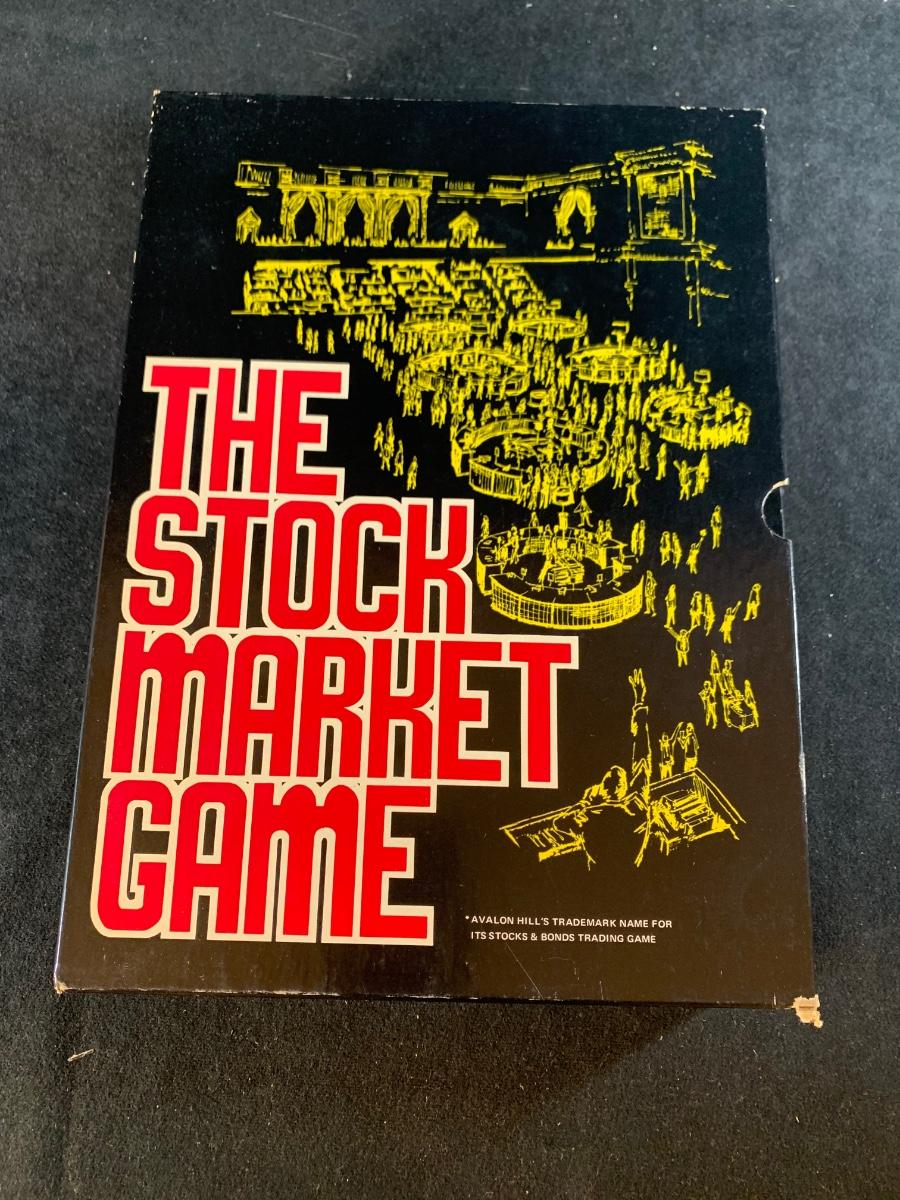 THE
STOCK
MARKET
GAME
*AVALON HILL'S TRADEMARK NAME FOR
ITS STOCKS & BONDS TRADING GAME